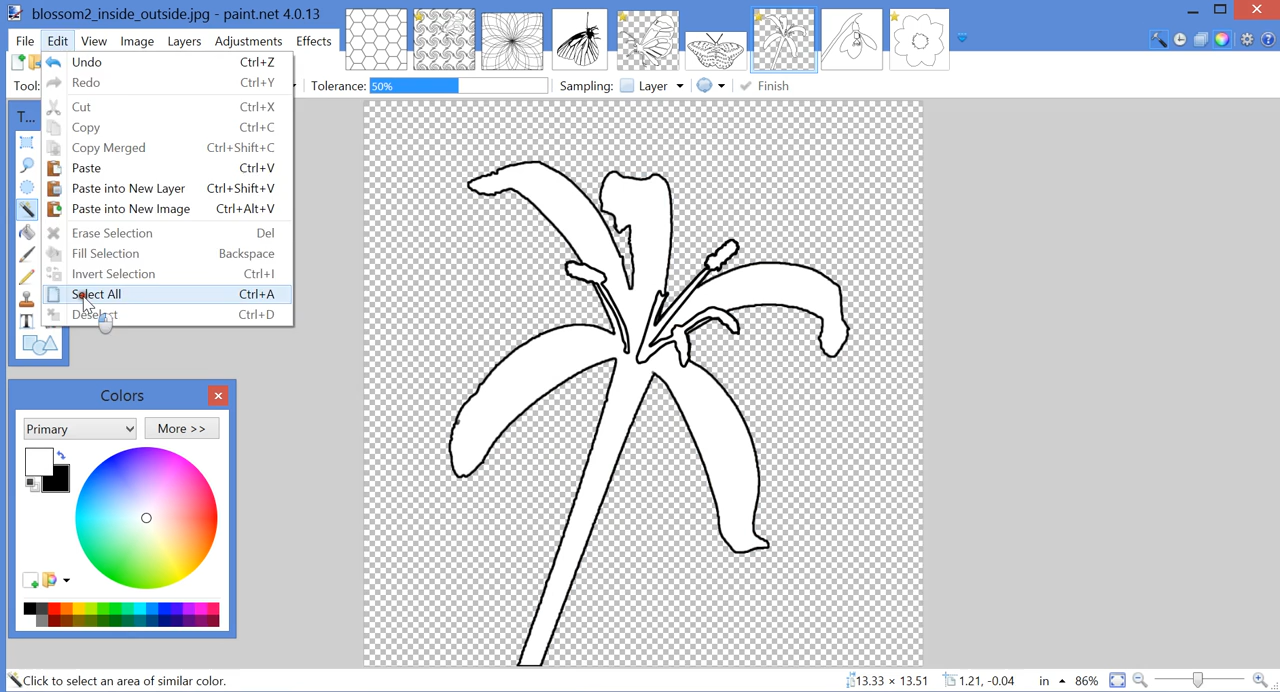 blossom2_inside_outside.jpg - paint.net 4.0.13
File Edit View Image Layers Adjustments Effects
Tool: Tolerance: 50% Sampling: Layer Finish
Undo Ctrl+Z
Redo Ctrl+Y
Cut Ctrl+X
Copy Ctrl+C
Copy Merged Ctrl+Shift+C
Paste Ctrl+V
Paste into New Layer Ctrl+Shift+V
Paste into New Image Ctrl+Alt+V
Erase Selection Del
Fill Selection Backspace
Invert Selection Ctrl+I
Select All Ctrl+A
Deselect Ctrl+D
T...
Colors
Primary More >>
Click to select an area of similar color. 13.33 × 13.51 1.21, -0.04 in 86%